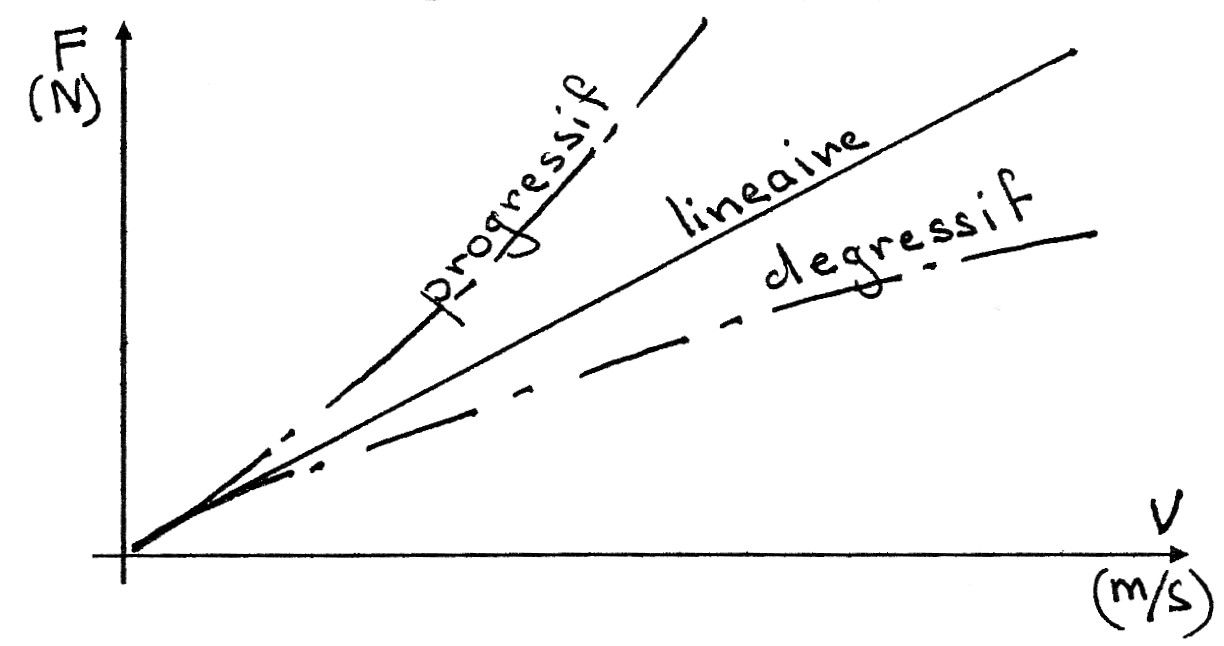 F
(N)
progressif
lineaire
degressif
V
(m/s)